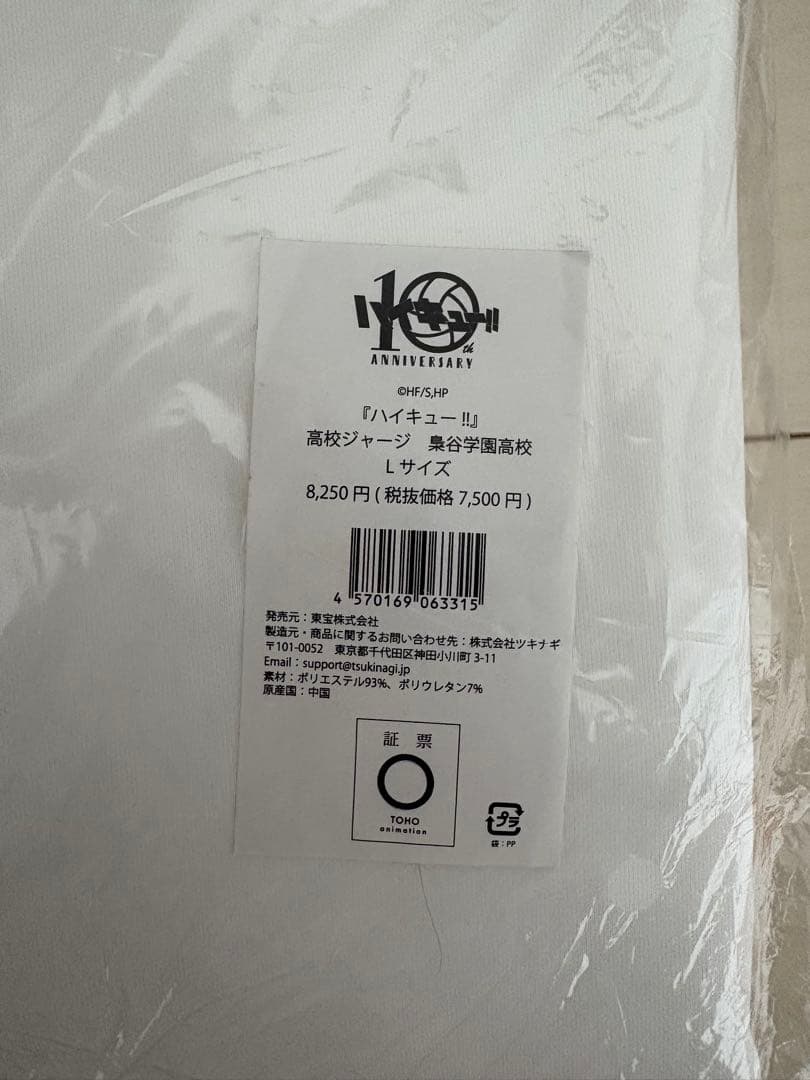 10th
ハイキュー!!
ANNIVERSARY
©HF/S,HP
『ハイキュー!!』
高校ジャージ　梟谷学園高校
Lサイズ
8,250円(税抜価格7,500円)
4 570169 063315
発売元：東宝株式会社
製造元・商品に関するお問い合わせ先：株式会社ツキナギ
〒101-0052　東京都千代田区神田小川町3-11
Email：support@tsukinagi.jp
素材：ポリエステル93%、ポリウレタン7%
原産国：中国
証 票
TOHO
animation
プラ
袋：PP